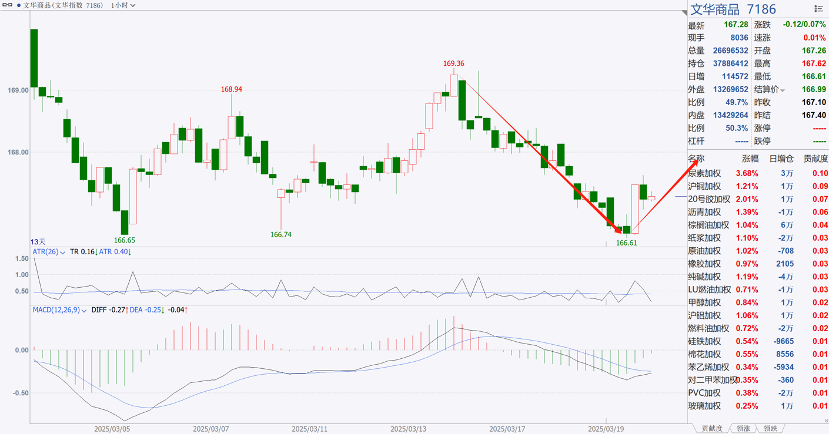 文华商品(文华指数 7186) 1小时
169.00
168.00
169.36
168.94
166.65
166.74
166.61
13天
ATR(26) TR 0.16↓ATR 0.40↓
1.50
1.00
0.50
MACD(12,26,9) DIFF -0.27↑DEA -0.25↓ -0.04↑
0.00
-0.50
2025/03/05 2025/03/07 2025/03/11 2025/03/13 2025/03/17 2025/03/19
文华商品 7186
最新 167.28 涨跌 -0.12/0.07%
现手 8036 速涨 0.01%
总量 26696532 开盘 167.26
持仓 37886412 最高 167.62
日增 114572 最低 166.61
外盘 13269652 结算价 166.99
比例 49.7% 昨收 167.10
内盘 13429264 昨结 167.40
比例 50.3% 涨停 -----
杠杆 ----- 跌停 -----
名称 涨幅 日增仓 贡献度
尿素加权 3.68% 3万 0.10
沪铜加权 1.21% 1万 0.09
20号胶加权 2.01% 1万 0.07
沥青加权 1.39% -1万 0.06
棕榈油加权 1.04% 6万 0.04
纸浆加权 1.10% -2万 0.03
原油加权 1.02% -708 0.03
橡胶加权 0.97% 2105 0.03
纯碱加权 1.19% -4万 0.03
LU燃油加权 0.71% -1万 0.03
甲醇加权 0.84% 1万 0.02
沪铝加权 1.06% 1万 0.02
燃料油加权 0.72% -2万 0.02
硅铁加权 0.54% -9665 0.01
棉花加权 0.55% 8556 0.01
苯乙烯加权 0.34% -5934 0.01
对二甲苯加权 0.35% -360 0.01
PVC加权 0.38% -2万 0.01
玻璃加权 0.25% 1万 0.01
贡献度 领涨 领跌